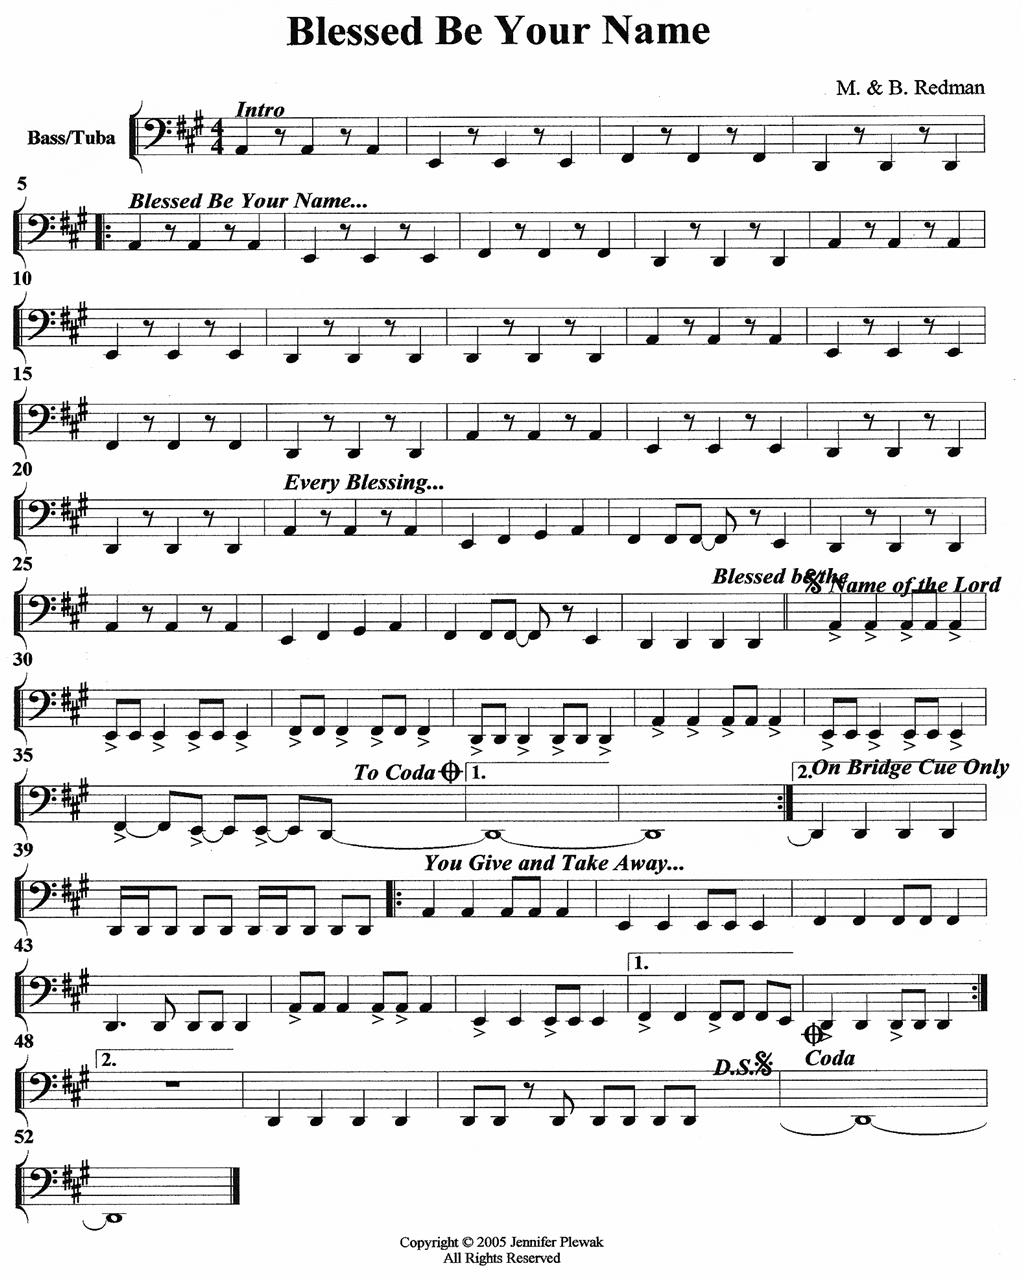 Blessed Be Your Name
M. & B. Redman
Intro
Bass/Tuba
4
4
5
Blessed Be Your Name...
10
15
20
Every Blessing...
25
Blessed be the
Name of the Lord
30
35
To Coda
1.
2.
On Bridge Cue Only
39
You Give and Take Away...
43
1.
48
2.
D.S.
Coda
52
Copyright © 2005 Jennifer Plewak
All Rights Reserved